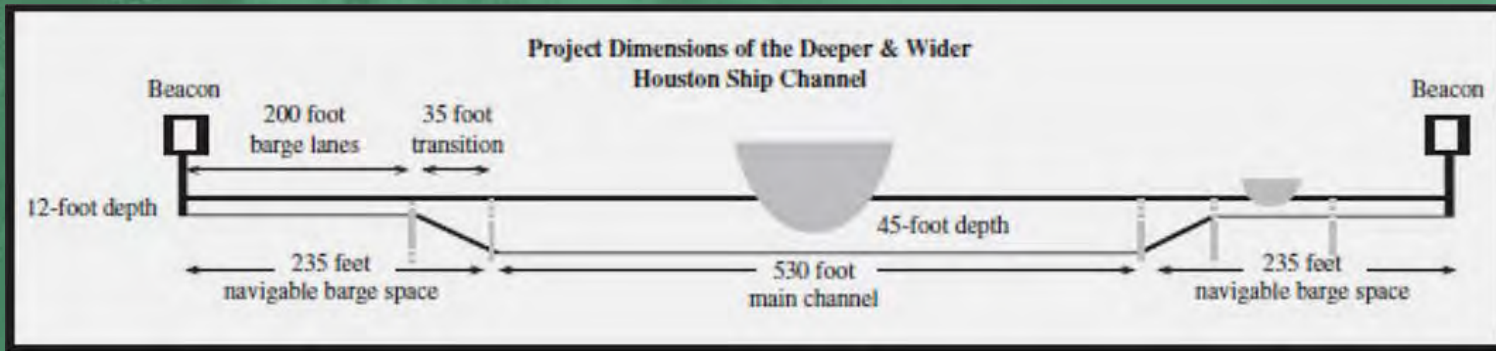 Project Dimensions of the Deeper & Wider
Houston Ship Channel
Beacon
200 foot
barge lanes
35 foot
transition
Beacon
12-foot depth
45-foot depth
235 feet
navigable barge space
530 foot
main channel
235 feet
navigable barge space